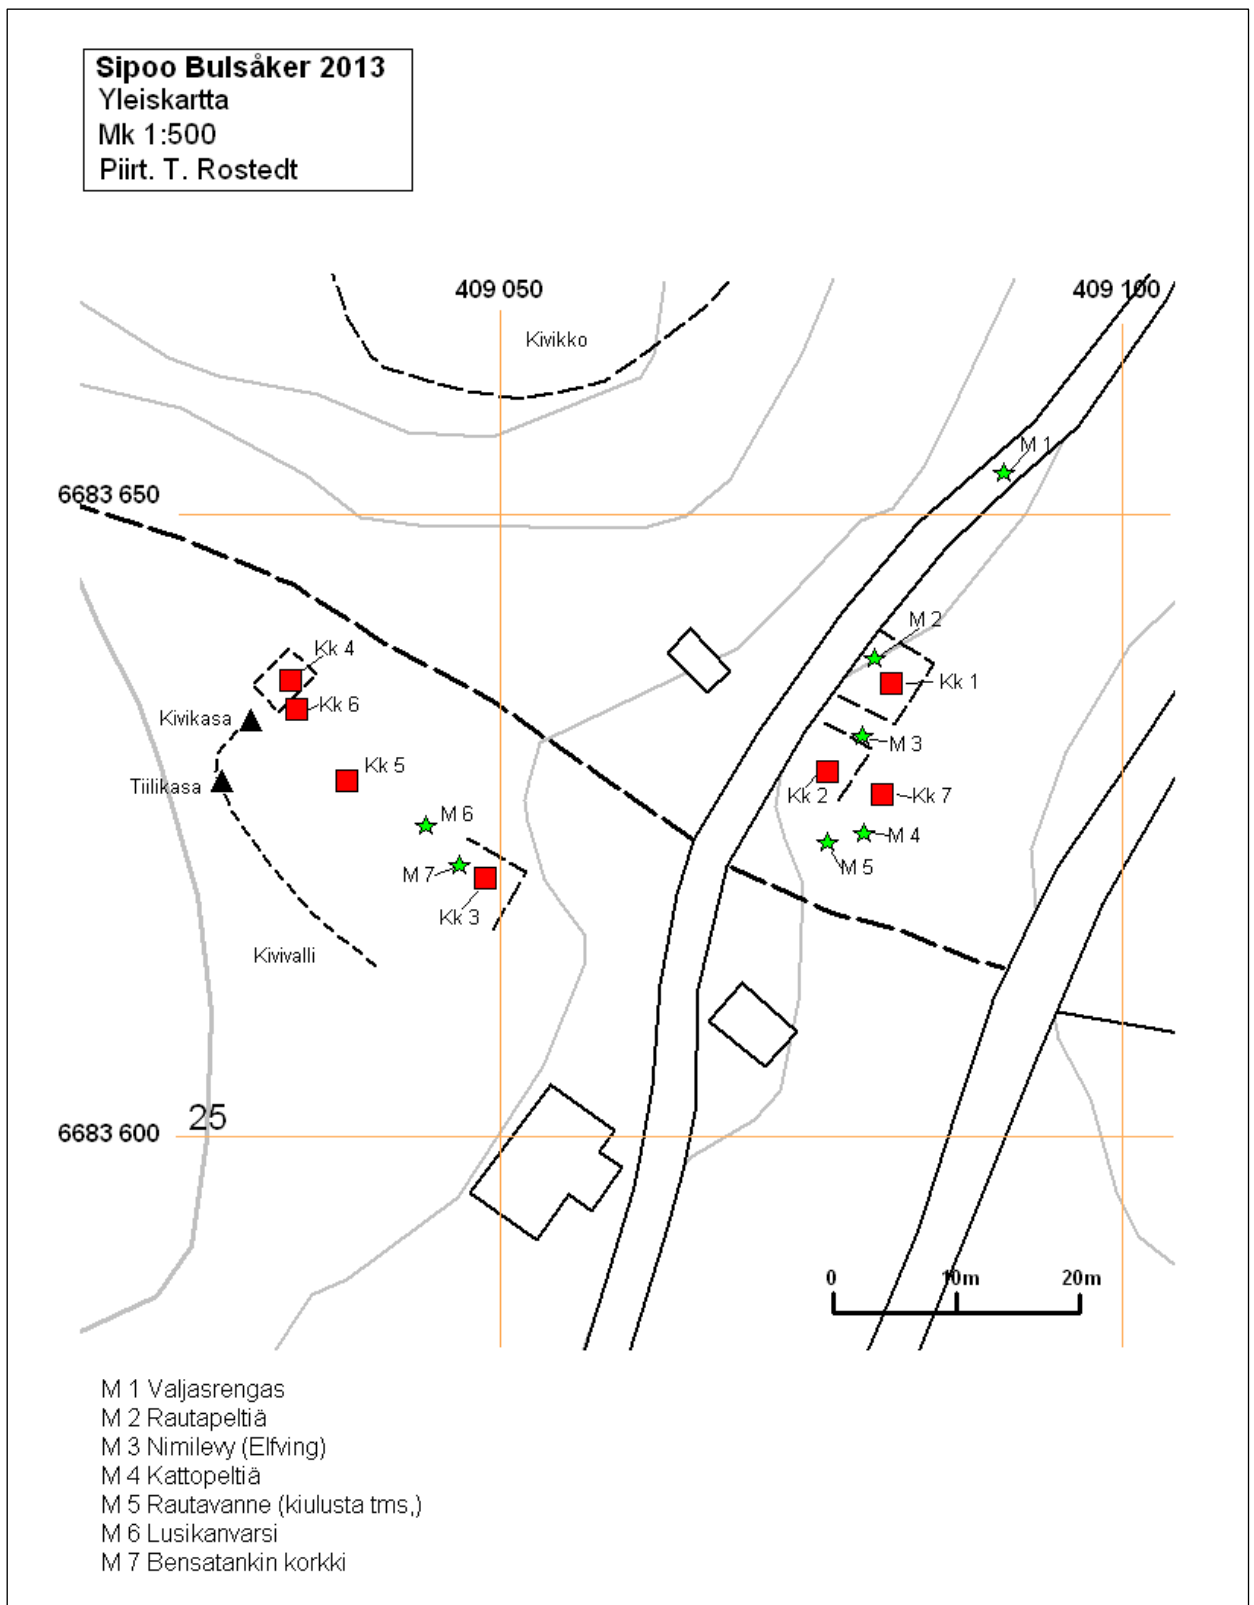 Sipoo Bulsåker 2013
Yleiskartta
Mk 1:500
Piirt. T. Rostedt
409 050
409 100
Kivikko
M 1
6683 650
M 2
Kk 4
Kk 1
Kk 6
Kivikasa
M 3
Kk 5
Tiilikasa
Kk 2
Kk 7
M 6
M 4
M 5
M 7
Kk 3
Kivivalli
25
6683 600
0
10m
20m
M 1 Valjasrengas
M 2 Rautapeltiä
M 3 Nimilevy (Elfving)
M 4 Kattopeltiä
M 5 Rautavanne (kiulusta tms,)
M 6 Lusikanvarsi
M 7 Bensatankin korkki